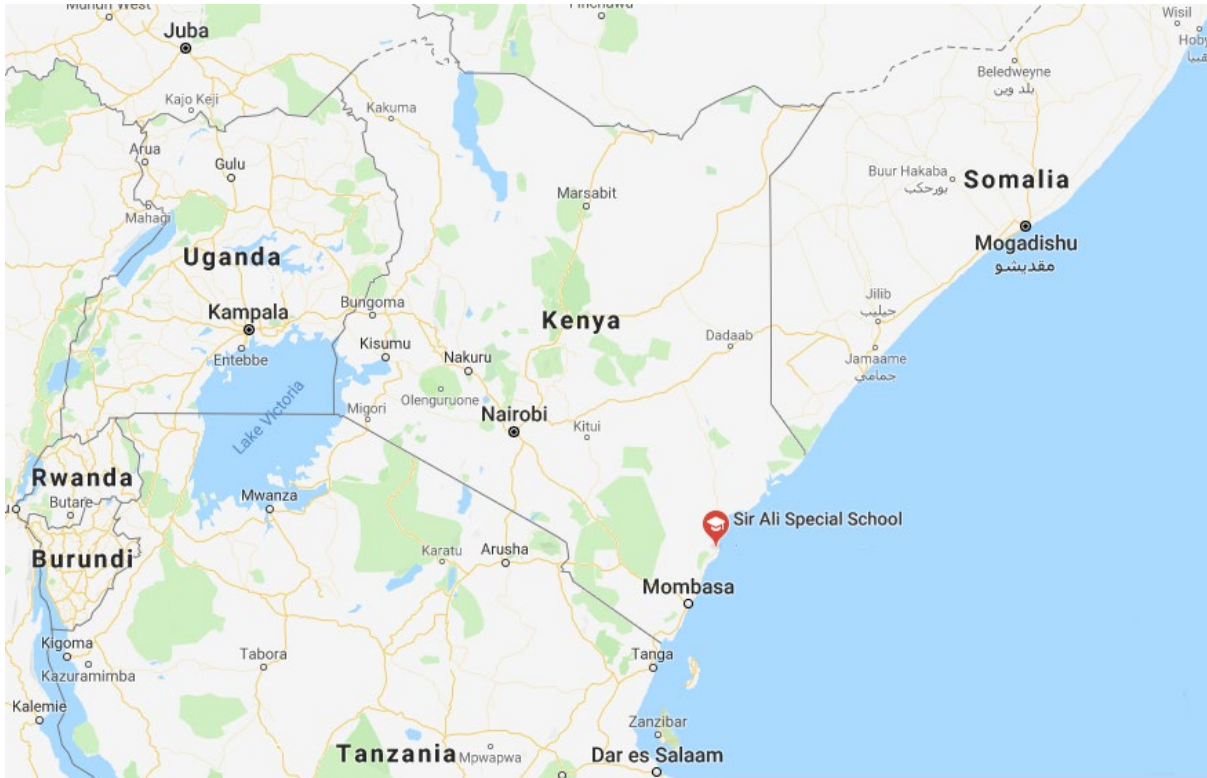 Juba
Kajo Keji
Kakuma
Wisil
Beledweyne
بلد وين
Arua
Gulu
Mahagi
Marsabit
Buur Hakaba
بورحكب
Somalia
Uganda
Mogadishu
مقديشو
Kampala
Entebbe
Bungoma
Kisumu
Kenya
Jilib
جيليب
Dadaab
Jamaame
جمامي
Nakuru
Olenguruone
Lake Victoria
Migori
Nairobi
Kitui
Rwanda
Butare
Mwanza
Sir Ali Special School
Burundi
Karatu
Arusha
Mombasa
Kigoma
Kazuramimba
Tabora
Tanga
Kalemie
Zanzibar
Tanzania
Mpwapwa
Dar es Salaam